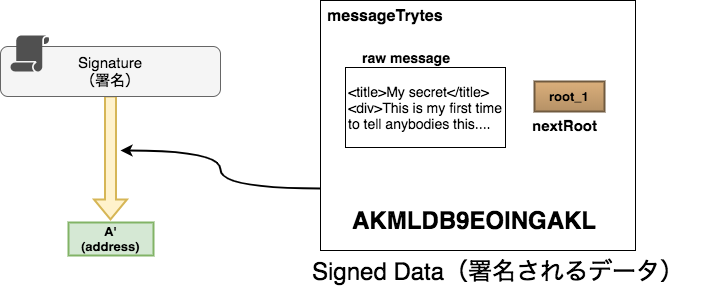 Signature
（署名）
A'
(address)
messageTrytes
raw message
<title>My secret</title>
<div>This is my first time
to tell anybodies this....
root_1
nextRoot
AKMLDB9EOINGAKL
Signed Data（署名されるデータ）